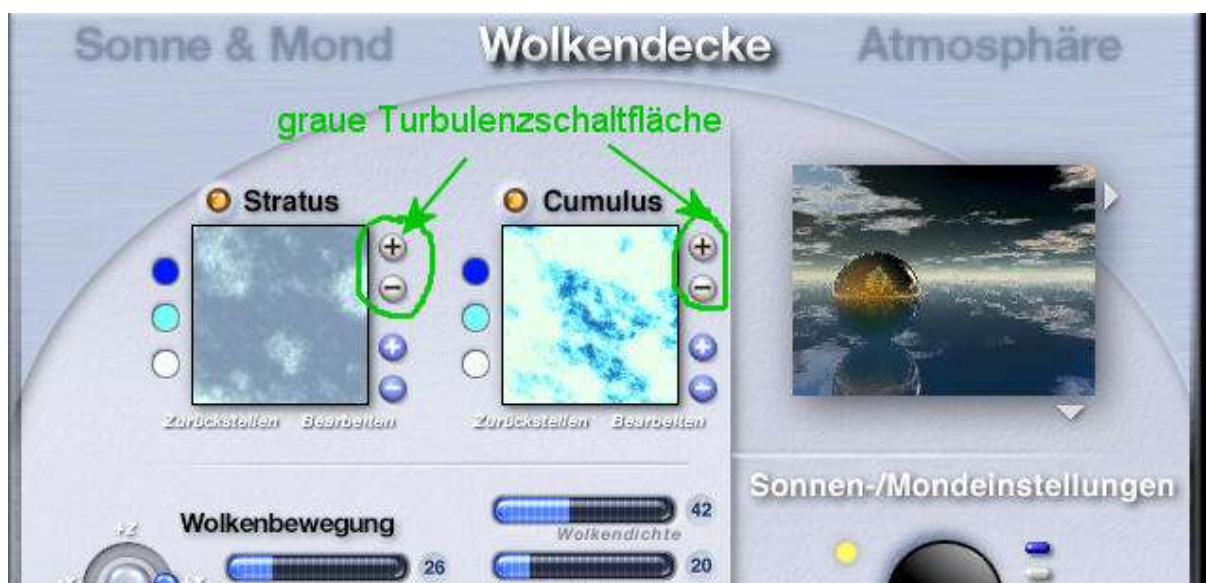 Sonne & Mond Wolkendecke Atmosphäre
graue Turbulenzschaltfläche
Stratus Cumulus
Zurückstellen Bearbeiten Zurückstellen Bearbeiten
Sonnen-/Mondeinstellungen
42
Wolkenbewegung
Wolkendichte
+Z
26 20